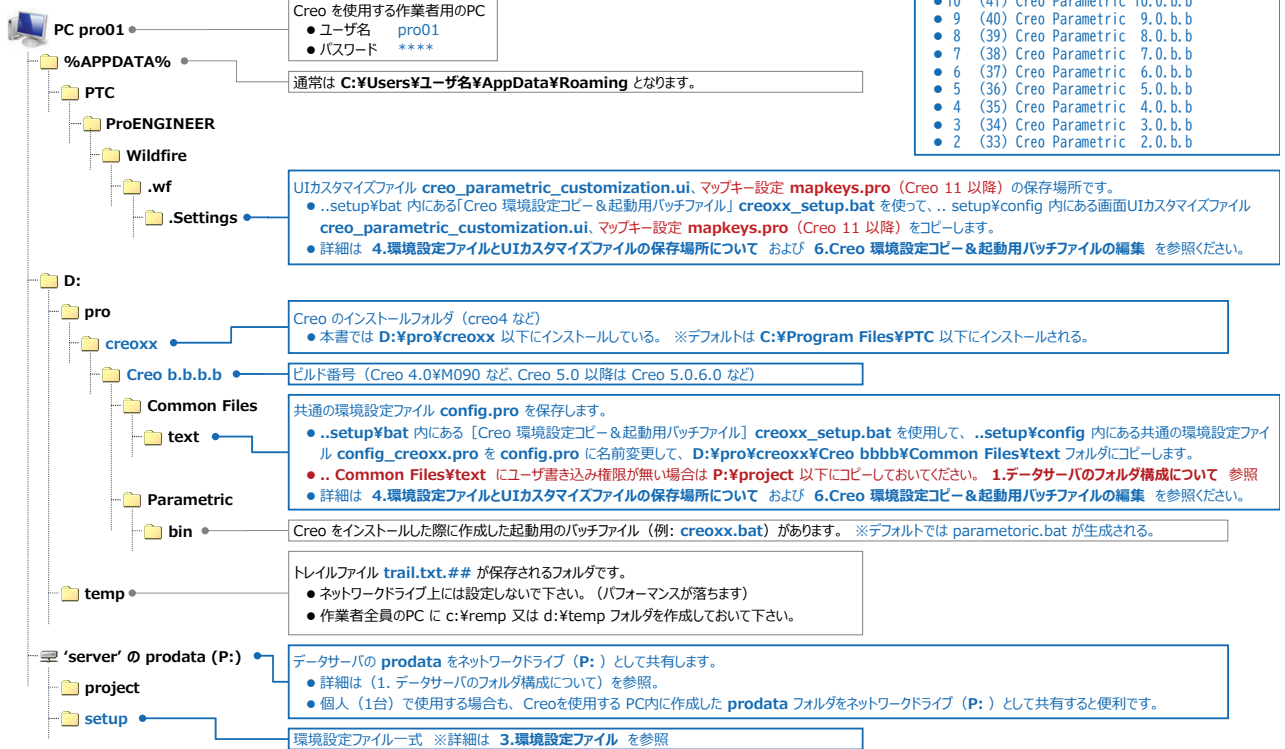 Creo を使用する作業者用のPC
● ユーザ名 pro01
● パスワード ****
PC pro01
● 10 (41) Creo Parametric 10.0.b.b
● 9 (40) Creo Parametric 9.0.b.b
● 8 (39) Creo Parametric 8.0.b.b
● 7 (38) Creo Parametric 7.0.b.b
● 6 (37) Creo Parametric 6.0.b.b
● 5 (36) Creo Parametric 5.0.b.b
● 4 (35) Creo Parametric 4.0.b.b
● 3 (34) Creo Parametric 3.0.b.b
● 2 (33) Creo Parametric 2.0.b.b
%APPDATA%
通常は C:¥Users¥ユーザ名¥AppData¥Roaming となります。
PTC
ProENGINEER
Wildfire
.wf
.Settings
UIカスタマイズファイル creo_parametric_customization.ui、マップキー設定 mapkeys.pro（Creo 11 以降）の保存場所です。
● ..setup¥bat 内にある「Creo 環境設定コピー＆起動用バッチファイル」 creoxx_setup.bat を使って、.. setup¥config 内にある画面UIカスタマイズファイル
creo_parametric_customization.ui、マップキー設定 mapkeys.pro（Creo 11 以降）をコピーします。
● 詳細は 4.環境設定ファイルとUIカスタマイズファイルの保存場所について および 6.Creo 環境設定コピー＆起動用バッチファイルの編集 を参照ください。
D:
pro
creoxx
Creo のインストールフォルダ（creo4 など）
● 本書では D:¥pro¥creoxx 以下にインストールしている。 ※デフォルトは C:¥Program Files¥PTC 以下にインストールされる。
Creo b.b.b.b
ビルド番号（Creo 4.0¥M090 など、Creo 5.0 以降は Creo 5.0.6.0 など）
Common Files
text
共通の環境設定ファイル config.pro を保存します。
● ..setup¥bat 内にある［Creo 環境設定コピー＆起動用バッチファイル］creoxx_setup.bat を使用して、..setup¥config 内にある共通の環境設定ファイ
ル config_creoxx.pro を config.pro に名前変更して、D:¥pro¥creoxx¥Creo bbbb¥Common Files¥text フォルダにコピーします。
● .. Common Files¥text にユーザ書き込み権限が無い場合は P:¥project 以下にコピーしておいてください。 1.データサーバのフォルダ構成について 参照
● 詳細は 4.環境設定ファイルとUIカスタマイズファイルの保存場所について および 6.Creo 環境設定コピー＆起動用バッチファイルの編集 を参照ください。
Parametric
bin
Creo をインストールした際に作成した起動用のバッチファイル（例: creoxx.bat）があります。 ※デフォルトでは parametoric.bat が生成される。
temp
トレイルファイル trail.txt.## が保存されるフォルダです。
● ネットワークドライブ上には設定しないで下さい。（パフォーマンスが落ちます）
● 作業者全員のPC に c:¥remp 又は d:¥temp フォルダを作成しておいて下さい。
‘server’ の prodata (P:)
project
setup
データサーバの prodata をネットワークドライブ（P: ）として共有します。
● 詳細は（1. データサーバのフォルダ構成について）を参照。
● 個人（1台）で使用する場合も、Creoを使用する PC内に作成した prodata フォルダをネットワークドライブ（P: ）として共有すると便利です。
環境設定ファイル一式 ※詳細は 3.環境設定ファイル を参照